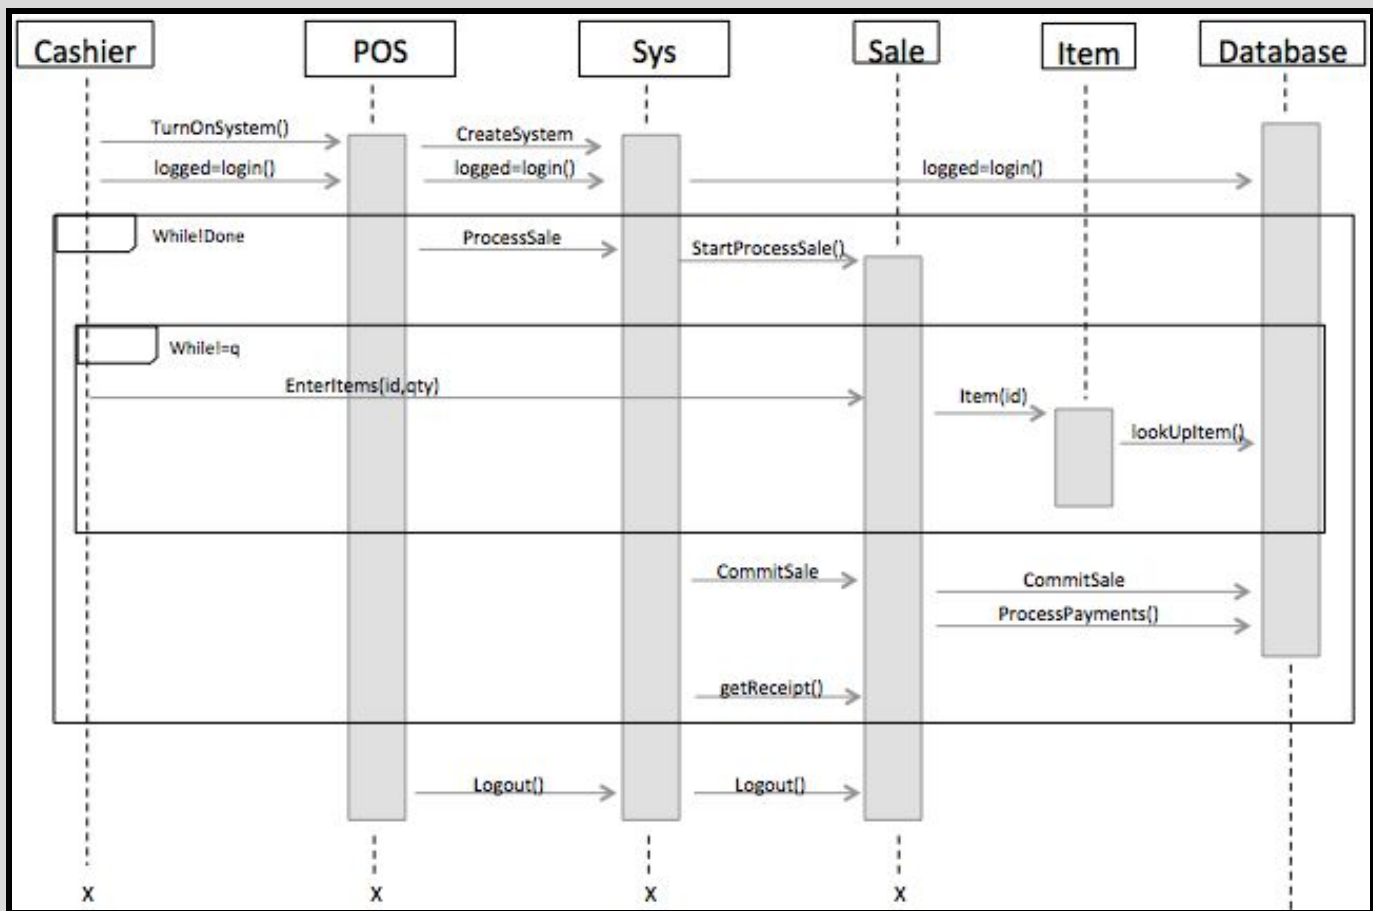 Cashier
POS
Sys
Sale
Item
Database
TurnOnSystem()
CreateSystem
logged=login()
logged=login()
logged=login()
While!Done
ProcessSale
StartProcessSale()
While!=q
EnterItems(id,qty)
Item(id)
lookUpItem()
CommitSale
CommitSale
ProcessPayments()
getReceipt()
Logout()
Logout()
X
X
X
X